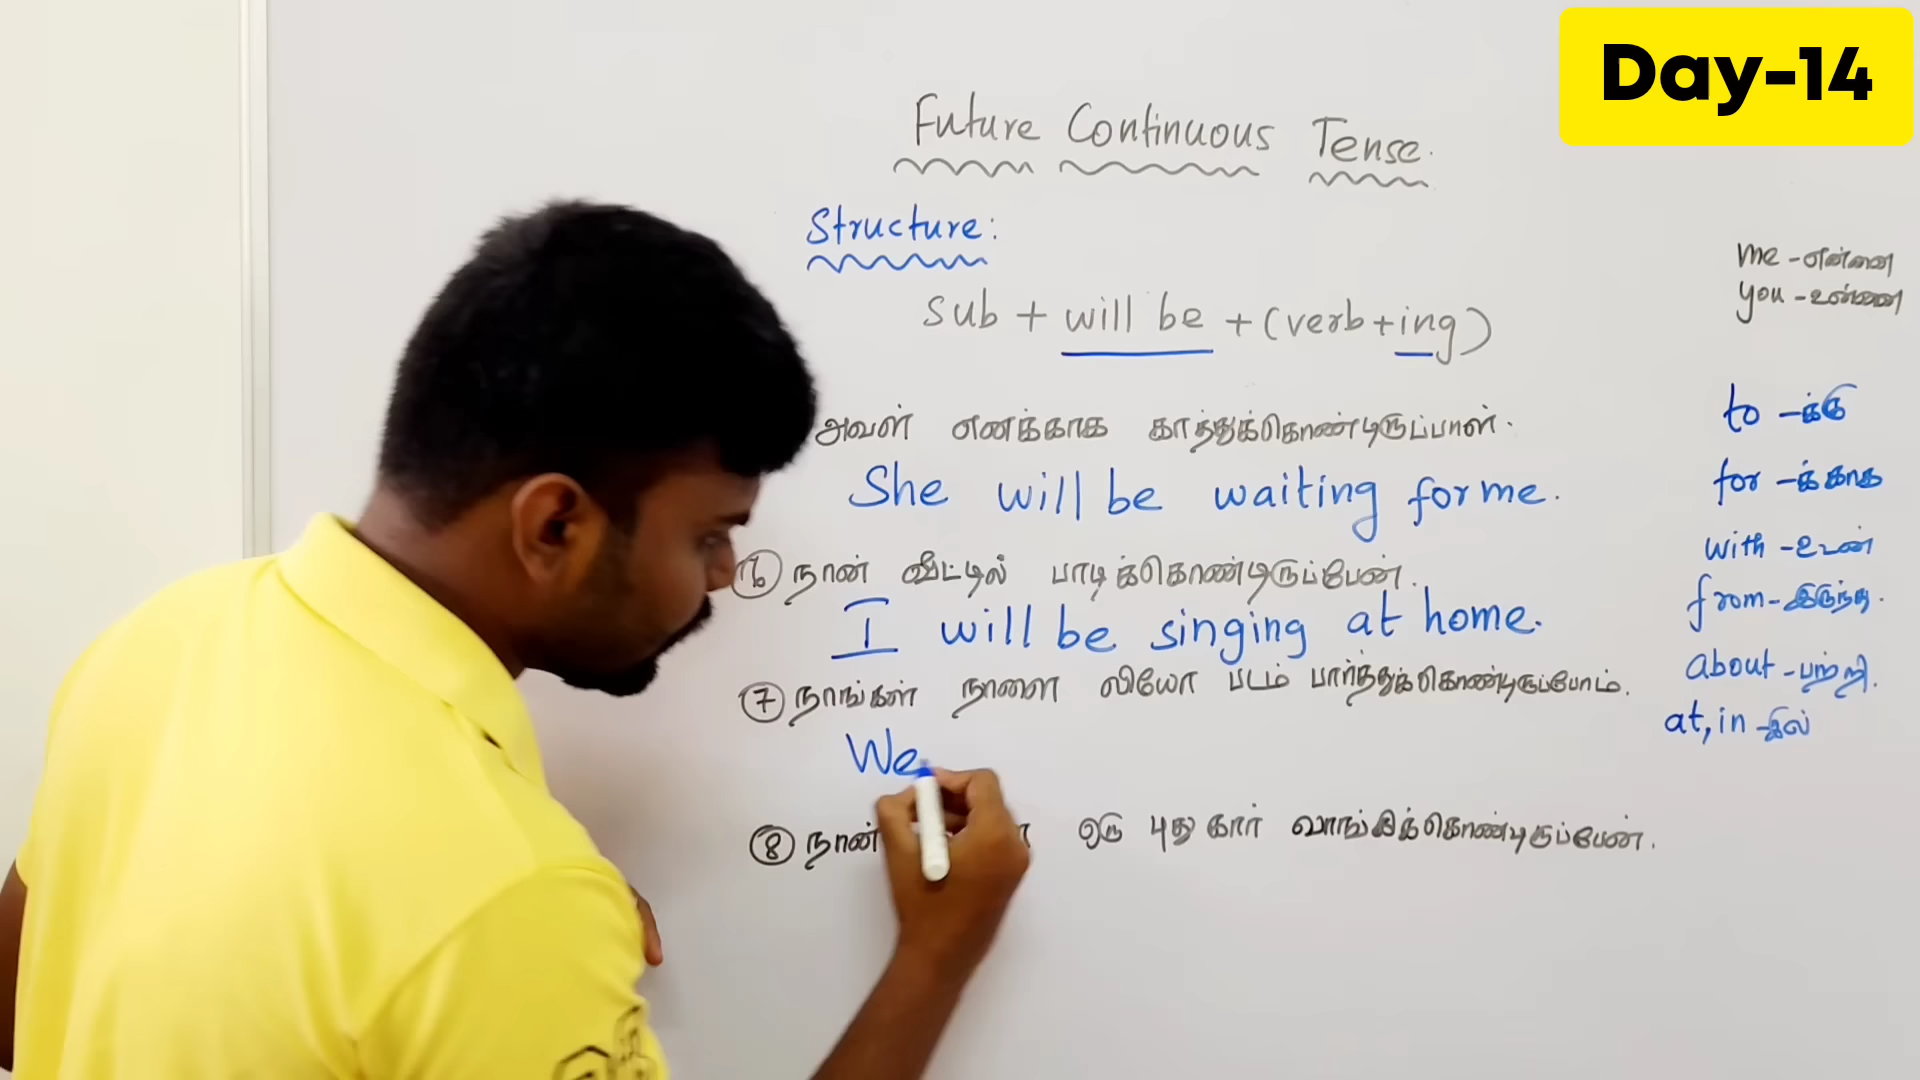 Day-14
Future Continuous Tense.
Structure:
sub + will be + (verb+ing)
அவள் எனக்காக காத்துக்கொண்டிருப்பாள்.
She will be waiting for me.
6 நான் வீட்டில் பாடிக்கொண்டிருப்பேன்.
I will be singing at home.
7 நாங்கள் நாளை லியோ படம் பார்த்துக்கொண்டிருப்போம்.
We
8 நான் ஒரு புது கார் வாங்கிக்கொண்டிருப்பேன்.
me - என்னை
you - உன்னை
to - க்கு
for - க்காக
with - உடன்
from - இருந்து.
about - பற்றி.
at, in - இல்